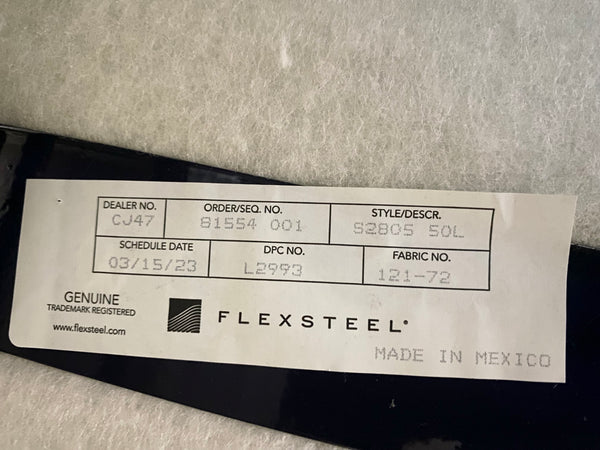 DEALER NO. ORDER/SEQ. NO. STYLE/DESCR.
CJ47 81554 001 S2805 50L
SCHEDULE DATE DPC NO. FABRIC NO.
03/15/23 L2993 121-72
GENUINE
TRADEMARK REGISTERED
www.flexsteel.com
FLEXSTEEL®
MADE IN MEXICO